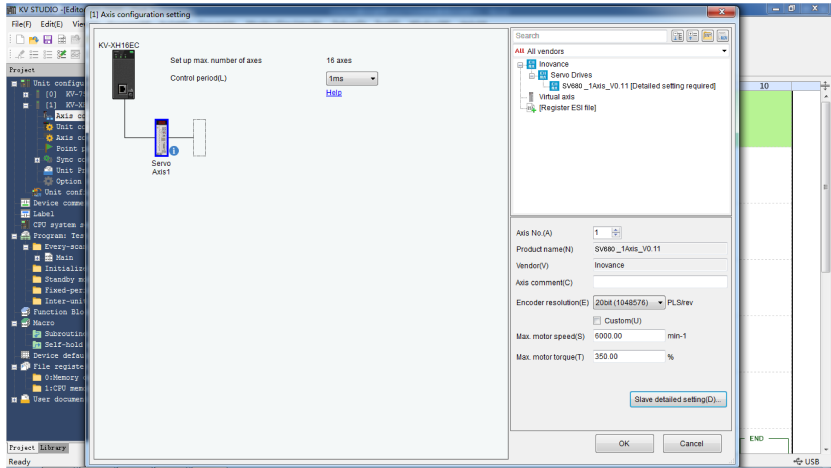 KV STUDIO -[Edito
File(F) Edit(E) Vie
Project
Unit configu
[0] KV-7
[1] KV-X
Axis co
Unit co
Axis co
Point p
Sync co
Unit Pr
Option
Unit conf
Device comme
Label
CPU system s
Program: Tes
Every-scan
Main
Initialize
Standby m
Fixed-per
Inter-uni
Function Blo
Macro
Subroutine
Self-hold
Device defau
File registe
0:Memory
1:CPU memo
User documen
Project Library
Ready
[1] Axis configuration setting
KV-XH16EC
Set up max. number of axes 16 axes
Control period(L) 1ms
Help
Servo
Axis1
Search
All All vendors
Inovance
Servo Drives
SV680 _1Axis_V0.11 [Detailed setting required]
Virtual axis
[Register ESI file]
Axis No.(A) 1
Product name(N) SV680 _1Axis_V0.11
Vendor(V) Inovance
Axis comment(C)
Encoder resolution(E) 20bit (1048576) PLS/rev
Custom(U)
Max. motor speed(S) 6000.00 min-1
Max. motor torque(T) 350.00 %
Slave detailed setting(D)...
OK Cancel
10
END
USB